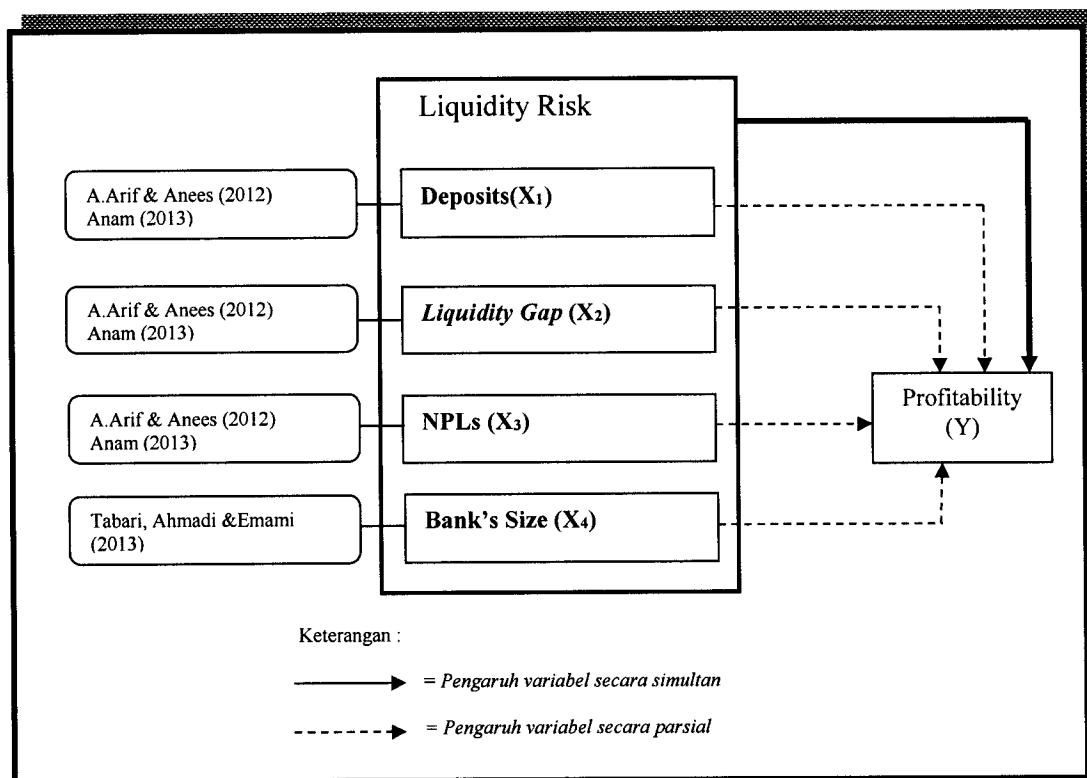 Liquidity Risk
A.Arif & Anees (2012)
Anam (2013)
Deposits(X₁)
A.Arif & Anees (2012)
Anam (2013)
Liquidity Gap (X₂)
A.Arif & Anees (2012)
Anam (2013)
NPLs (X₃)
Profitability
(Y)
Tabari, Ahmadi &Emami
(2013)
Bank's Size (X₄)
Keterangan :
= Pengaruh variabel secara simultan
= Pengaruh variabel secara parsial